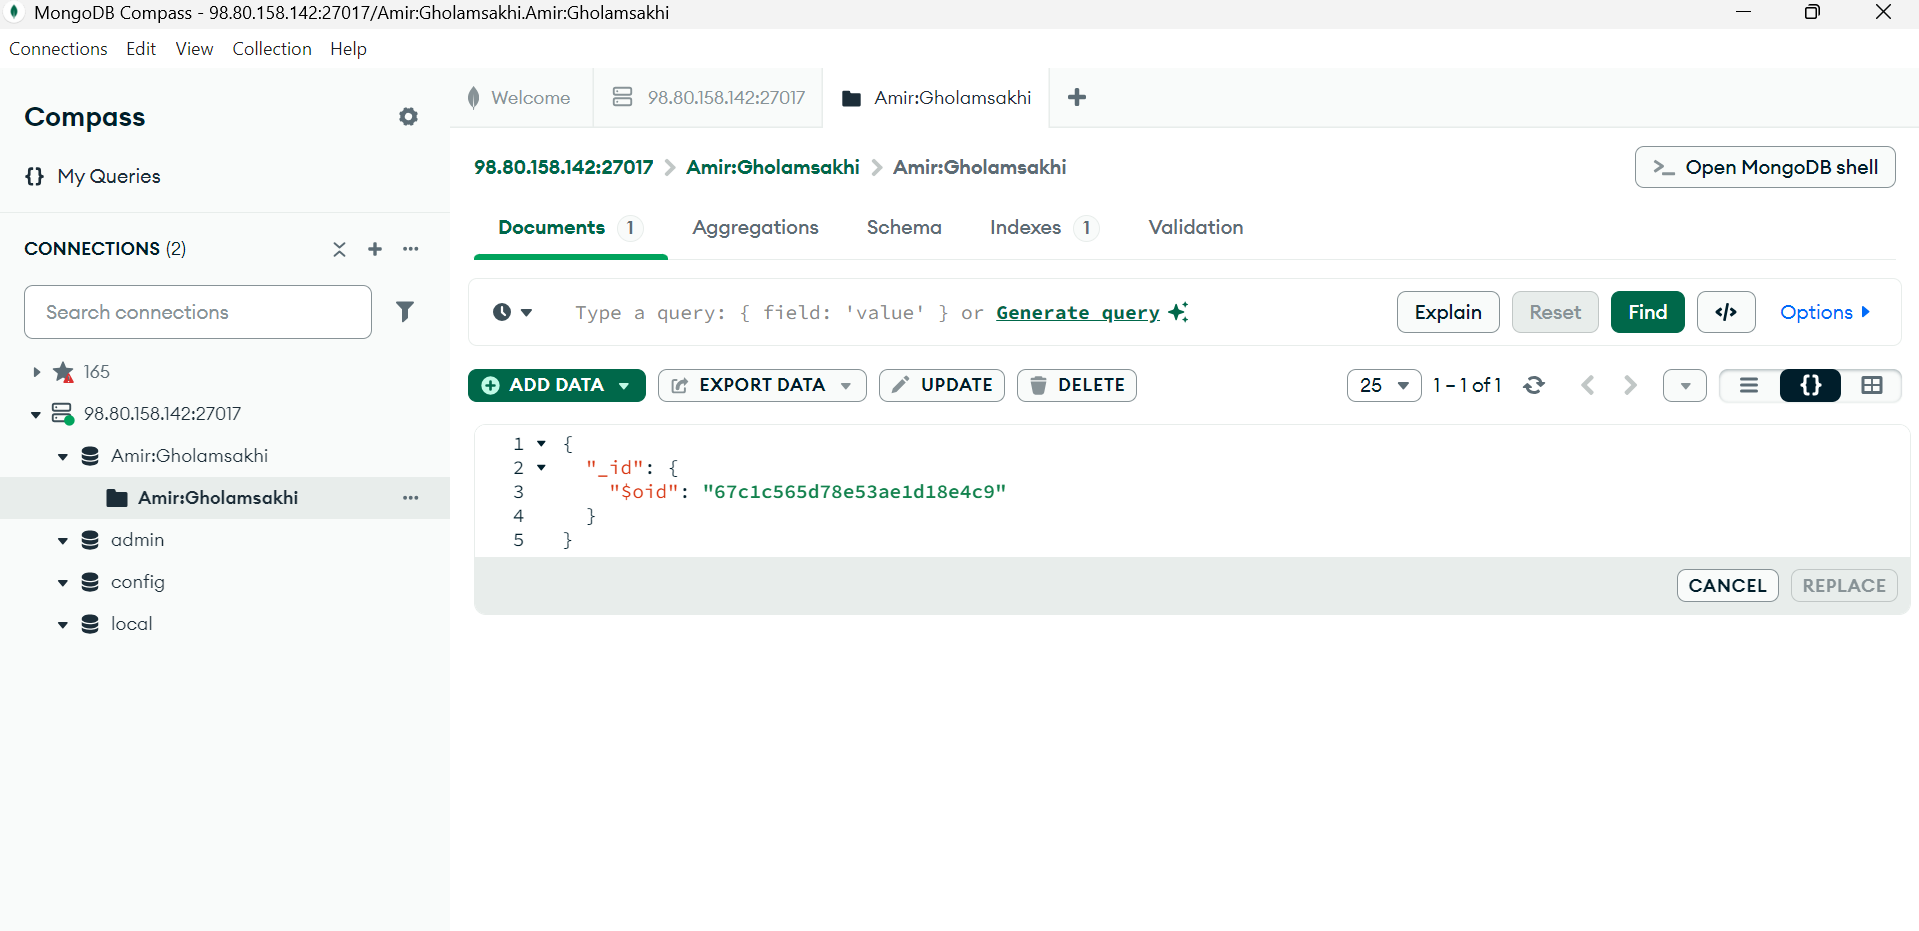 MongoDB Compass - 98.80.158.142:27017/Amir:Gholamsakhi.Amir:Gholamsakhi
Connections Edit View Collection Help
Compass
{} My Queries
CONNECTIONS (2)
Search connections
165
98.80.158.142:27017
Amir:Gholamsakhi
Amir:Gholamsakhi
admin
config
local
Welcome 98.80.158.142:27017 Amir:Gholamsakhi
98.80.158.142:27017 > Amir:Gholamsakhi > Amir:Gholamsakhi
>_ Open MongoDB shell
Documents 1 Aggregations Schema Indexes 1 Validation
Type a query: { field: 'value' } or Generate query
Explain Reset Find </> Options
ADD DATA EXPORT DATA UPDATE DELETE
25 1 – 1 of 1 {}
1 {
2 "_id": {
3 "$oid": "67c1c565d78e53ae1d18e4c9"
4 }
5 }
CANCEL REPLACE